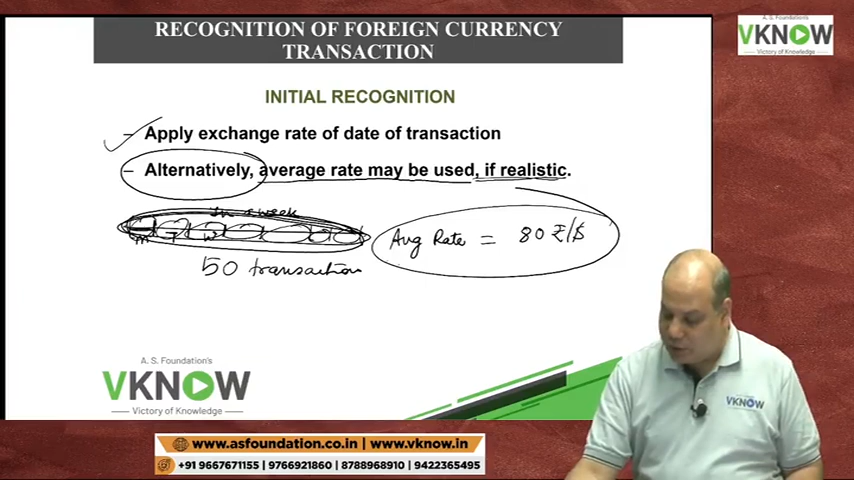 RECOGNITION OF FOREIGN CURRENCY
TRANSACTION
A. S. Foundation's
VKNOW
Victory of Knowledge
INITIAL RECOGNITION
– Apply exchange rate of date of transaction
– Alternatively, average rate may be used, if realistic.
In a week
M T W
50 transaction
Avg Rate = 80 ₹/$
A. S. Foundation's
VKNOW
- Victory of Knowledge -
VKNOW
www.asfoundation.co.in | www.vknow.in
+91 9667671155 | 9766921860 | 8788968910 | 9422365495